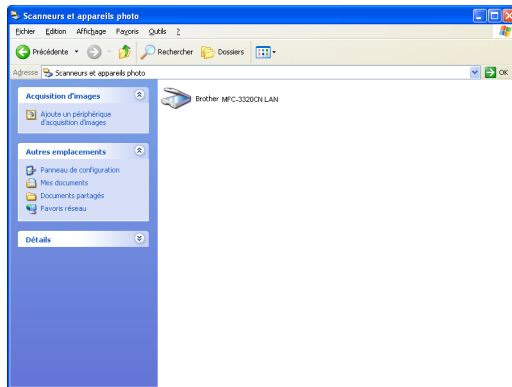 Scanneurs et appareils photo
Fichier Edition Affichage Favoris Outils ?
Précédente Rechercher Dossiers
Adresse Scanneurs et appareils photo OK
Acquisition d'images
Ajoute un périphérique
d'acquisition d'images
Autres emplacements
Panneau de configuration
Mes documents
Documents partagés
Favoris réseau
Détails
Brother MFC-3320CN LAN